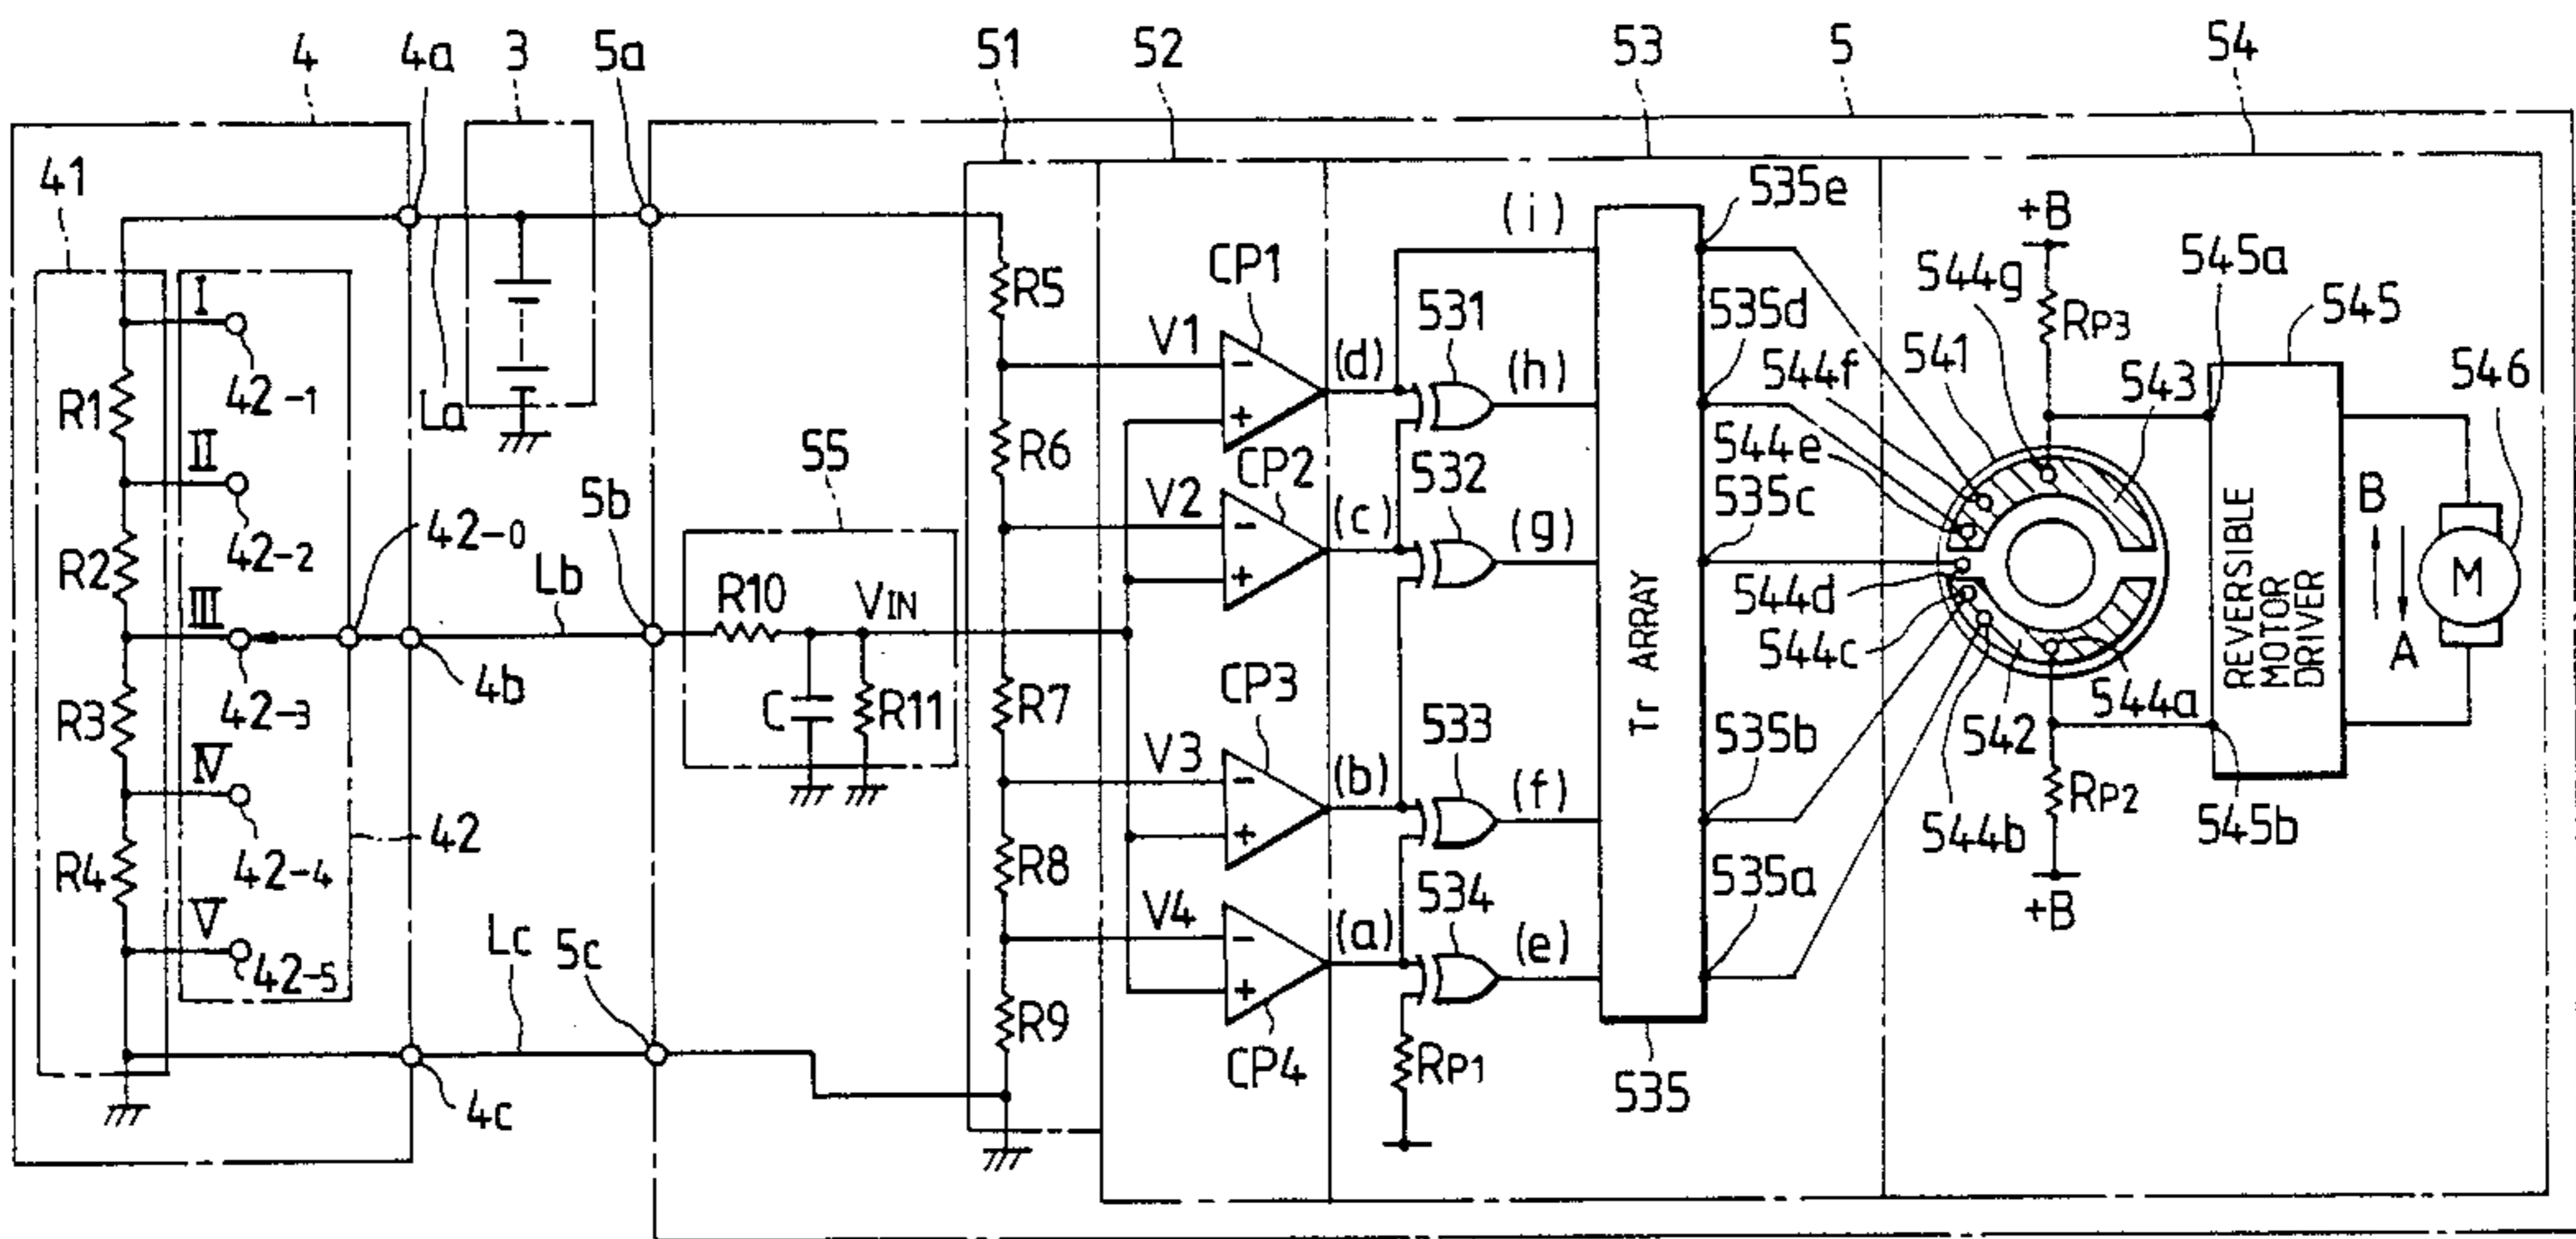 4
4a
3
5a
51
52
53
5
54
41
I
42-1
R1
II
42-2
R2
III
42-3
R3
IV
42-4
R4
V
42-5
42
42-0
4b
4c
La
Lb
Lc
5b
5c
55
R10
VIN
C
R11
R5
R6
R7
R8
R9
V1
V2
V3
V4
CP1
CP2
CP3
CP4
-
+
-
+
-
+
-
+
(d)
(c)
(b)
(a)
531
532
533
534
RP1
(i)
(h)
(g)
(f)
(e)
Tr ARRAY
535
535e
535d
535c
535b
535a
544g
544f
544e
544d
544c
544b
544a
541
542
543
+B
RP3
RP2
+B
545a
545b
545
REVERSIBLE
MOTOR
DRIVER
B
A
546
M